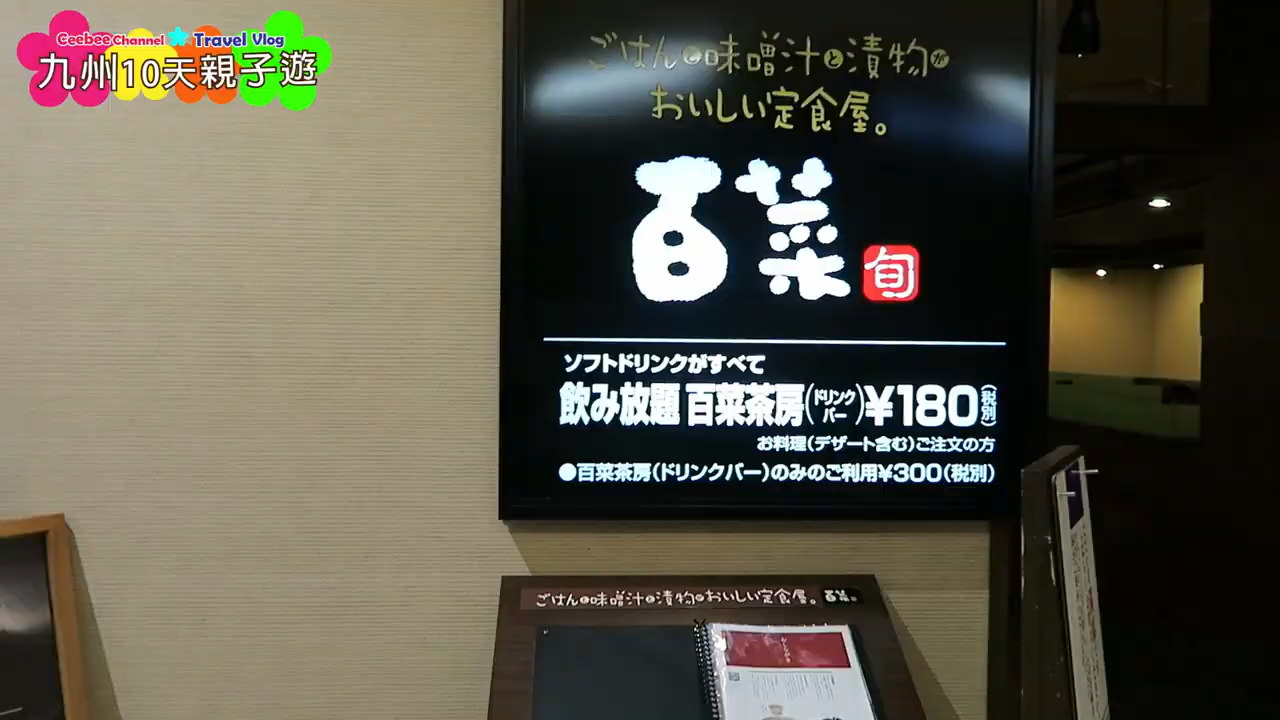 Ceebee Channel Travel Vlog
九州10天親子遊
ごはんと味噌汁と漬物が
おいしい定食屋。
百菜 旬
ソフトドリンクがすべて
飲み放題 百菜茶房(ドリンクバー)¥180(税別)
お料理(デザート含む)ご注文の方
●百菜茶房(ドリンクバー)のみのご利用¥300(税別)
ごはんと味噌汁と漬物がおいしい定食屋。百菜。